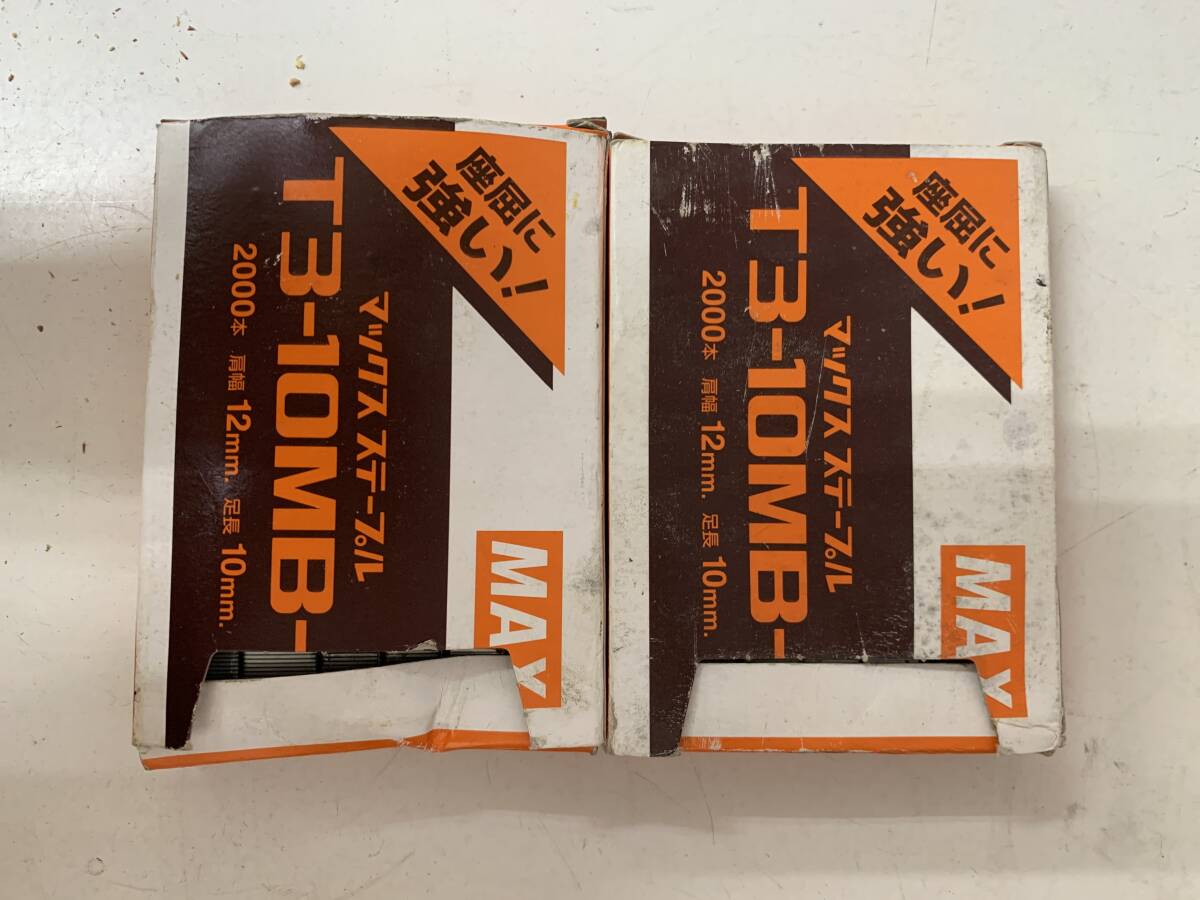 座屈に
強い!
マックス ステープル
T3-10MB-
2000本 肩幅 12mm. 足長 10mm.
MAX
座屈に
強い!
マックス ステープル
T3-10MB-
2000本 肩幅 12mm. 足長 10mm.
MAX